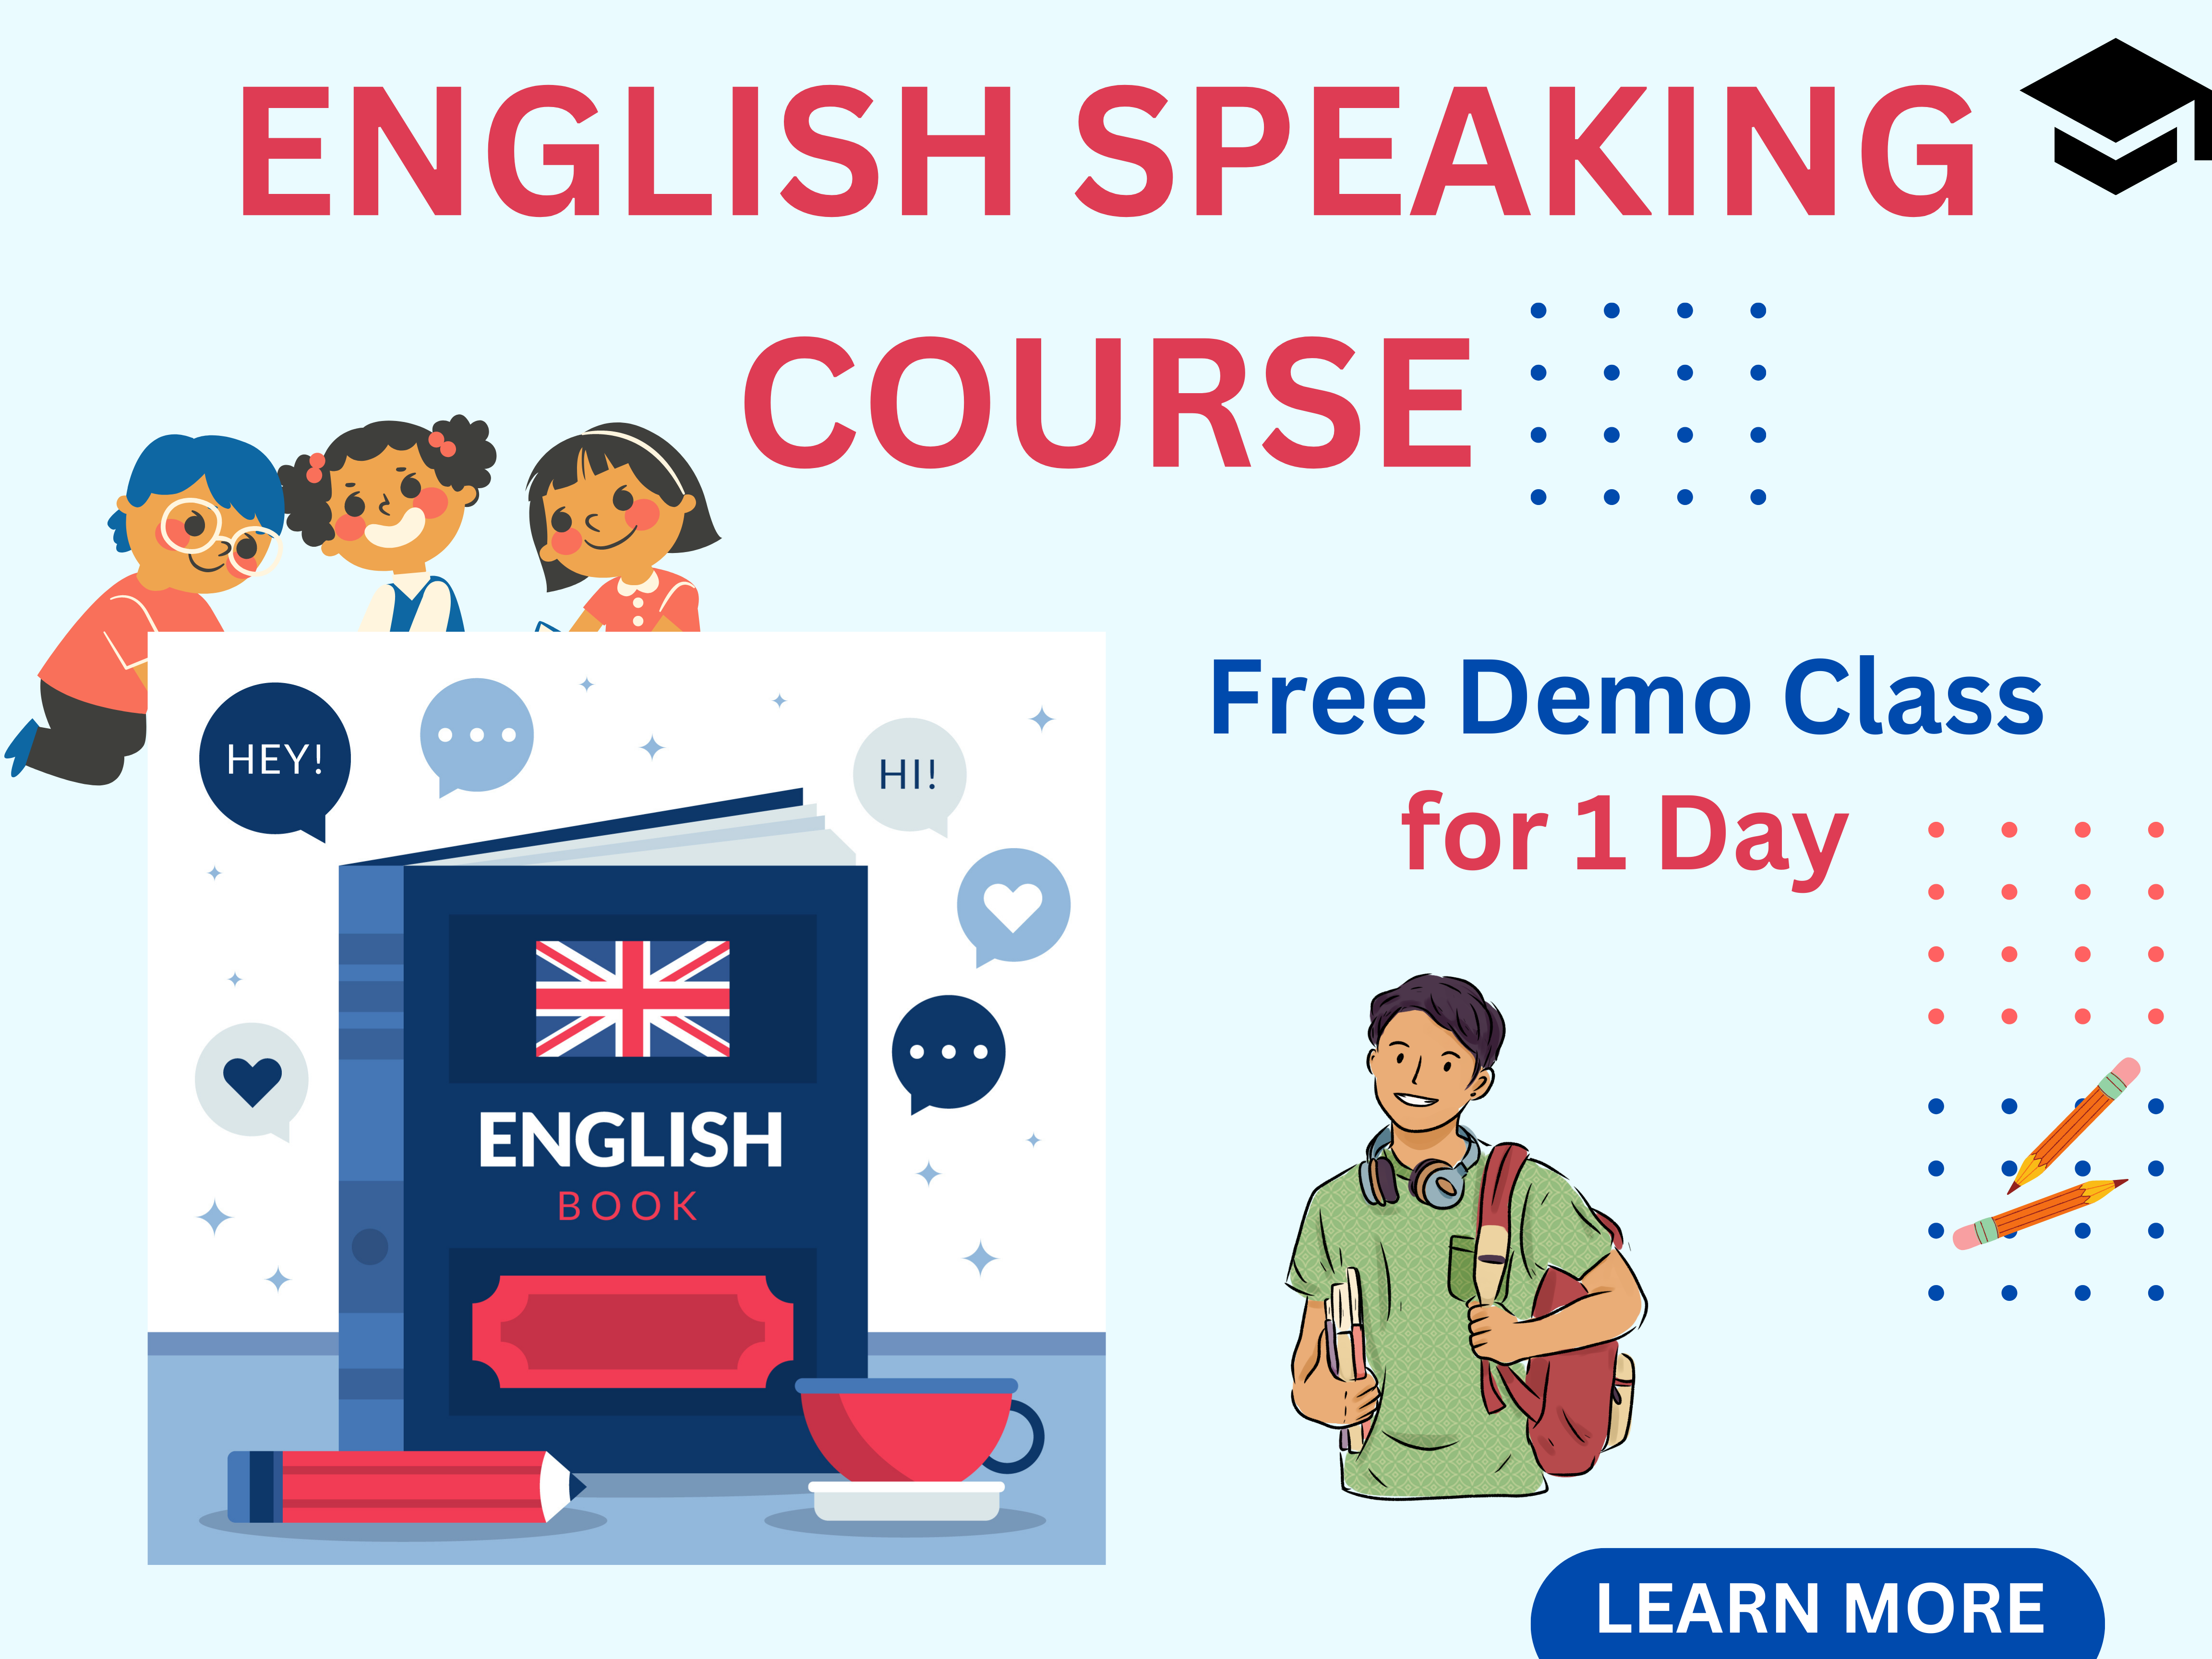 ENGLISH SPEAKING
COURSE
Free Demo Class
for 1 Day
HEY!
HI!
ENGLISH
BOOK
LEARN MORE